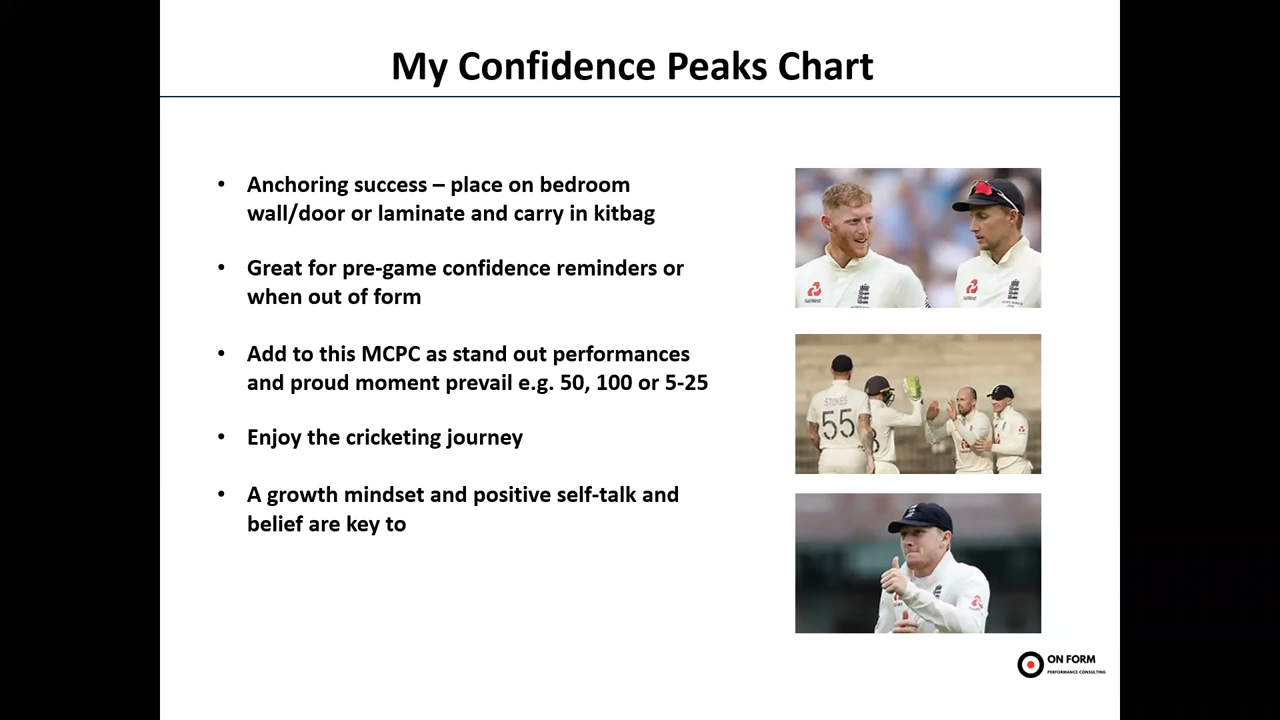 My Confidence Peaks Chart
• Anchoring success – place on bedroom
wall/door or laminate and carry in kitbag
• Great for pre-game confidence reminders or
when out of form
• Add to this MCPC as stand out performances
and proud moment prevail e.g. 50, 100 or 5-25
• Enjoy the cricketing journey
• A growth mindset and positive self-talk and
belief are key to
NatWest
STOKES
55
ON FORM
PERFORMANCE CONSULTING